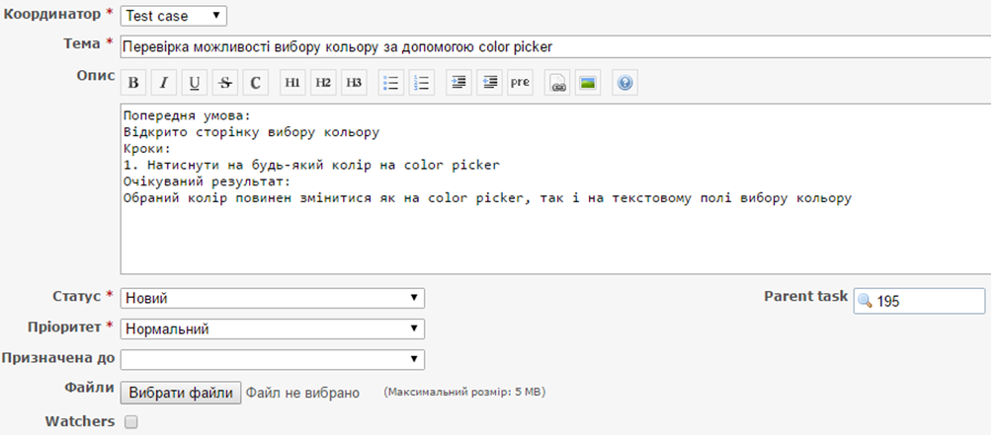 Координатор * Test case
Тема * Перевірка можливості вибору кольору за допомогою color picker
Опис B I U S C H1 H2 H3 pre
Попередня умова:
Відкрито сторінку вибору кольору
Кроки:
1. Натиснути на будь-який колір на color picker
Очікуваний результат:
Обраний колір повинен змінитися як на color picker, так і на текстовому полі вибору кольору
Статус * Новий Parent task 195
Пріоритет * Нормальний
Призначена до
Файли Вибрати файли Файл не вибрано (Максимальний розмір: 5 MB)
Watchers